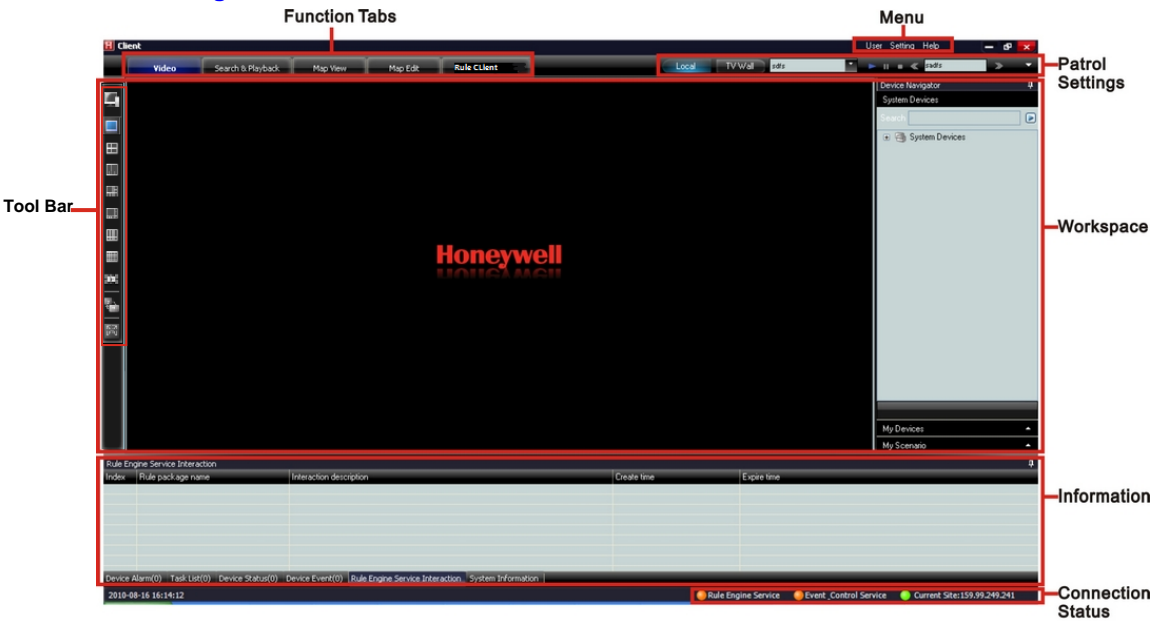 Function Tabs
Menu
Client
User Setting Help
Video
Search & Playback
Map View
Map Edit
Rule CLient
Local
TV Wall
sdfs
sadfs
Patrol
Settings
Device Navigator
System Devices
Search
System Devices
Tool Bar
Honeywell
Workspace
My Devices
My Scenario
Rule Engine Service Interaction
Index
Rule package name
Interaction description
Create time
Expire time
Information
Device Alarm(0) Task List(0) Device Status(0) Device Event(0) Rule Engine Service Interaction System Information
2010-08-16 16:14:12
Rule Engine Service
Event_Control Service
Current Site:159.99.249.241
Connection
Status